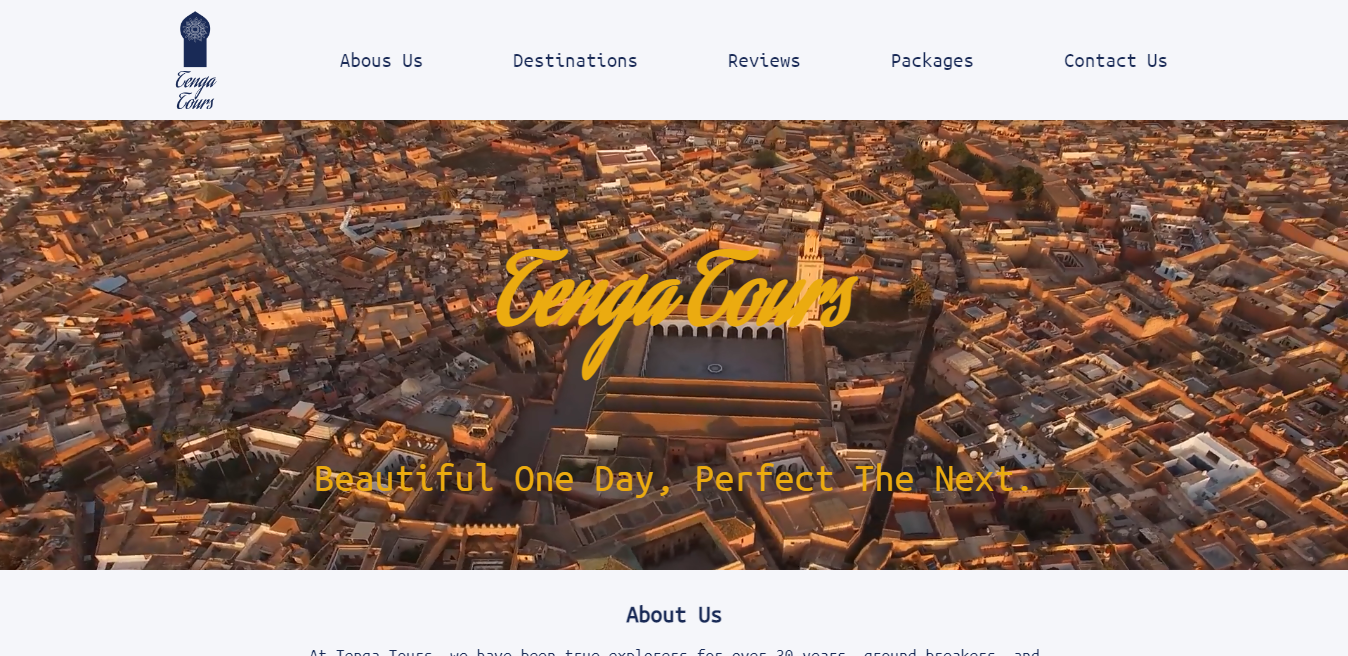 Tenga
Tours
Abous Us Destinations Reviews Packages Contact Us
Tenga Tours
Beautiful One Day, Perfect The Next.
About Us
At Tenga Tours, we have been true explorers for over 30 years, ground breakers, and